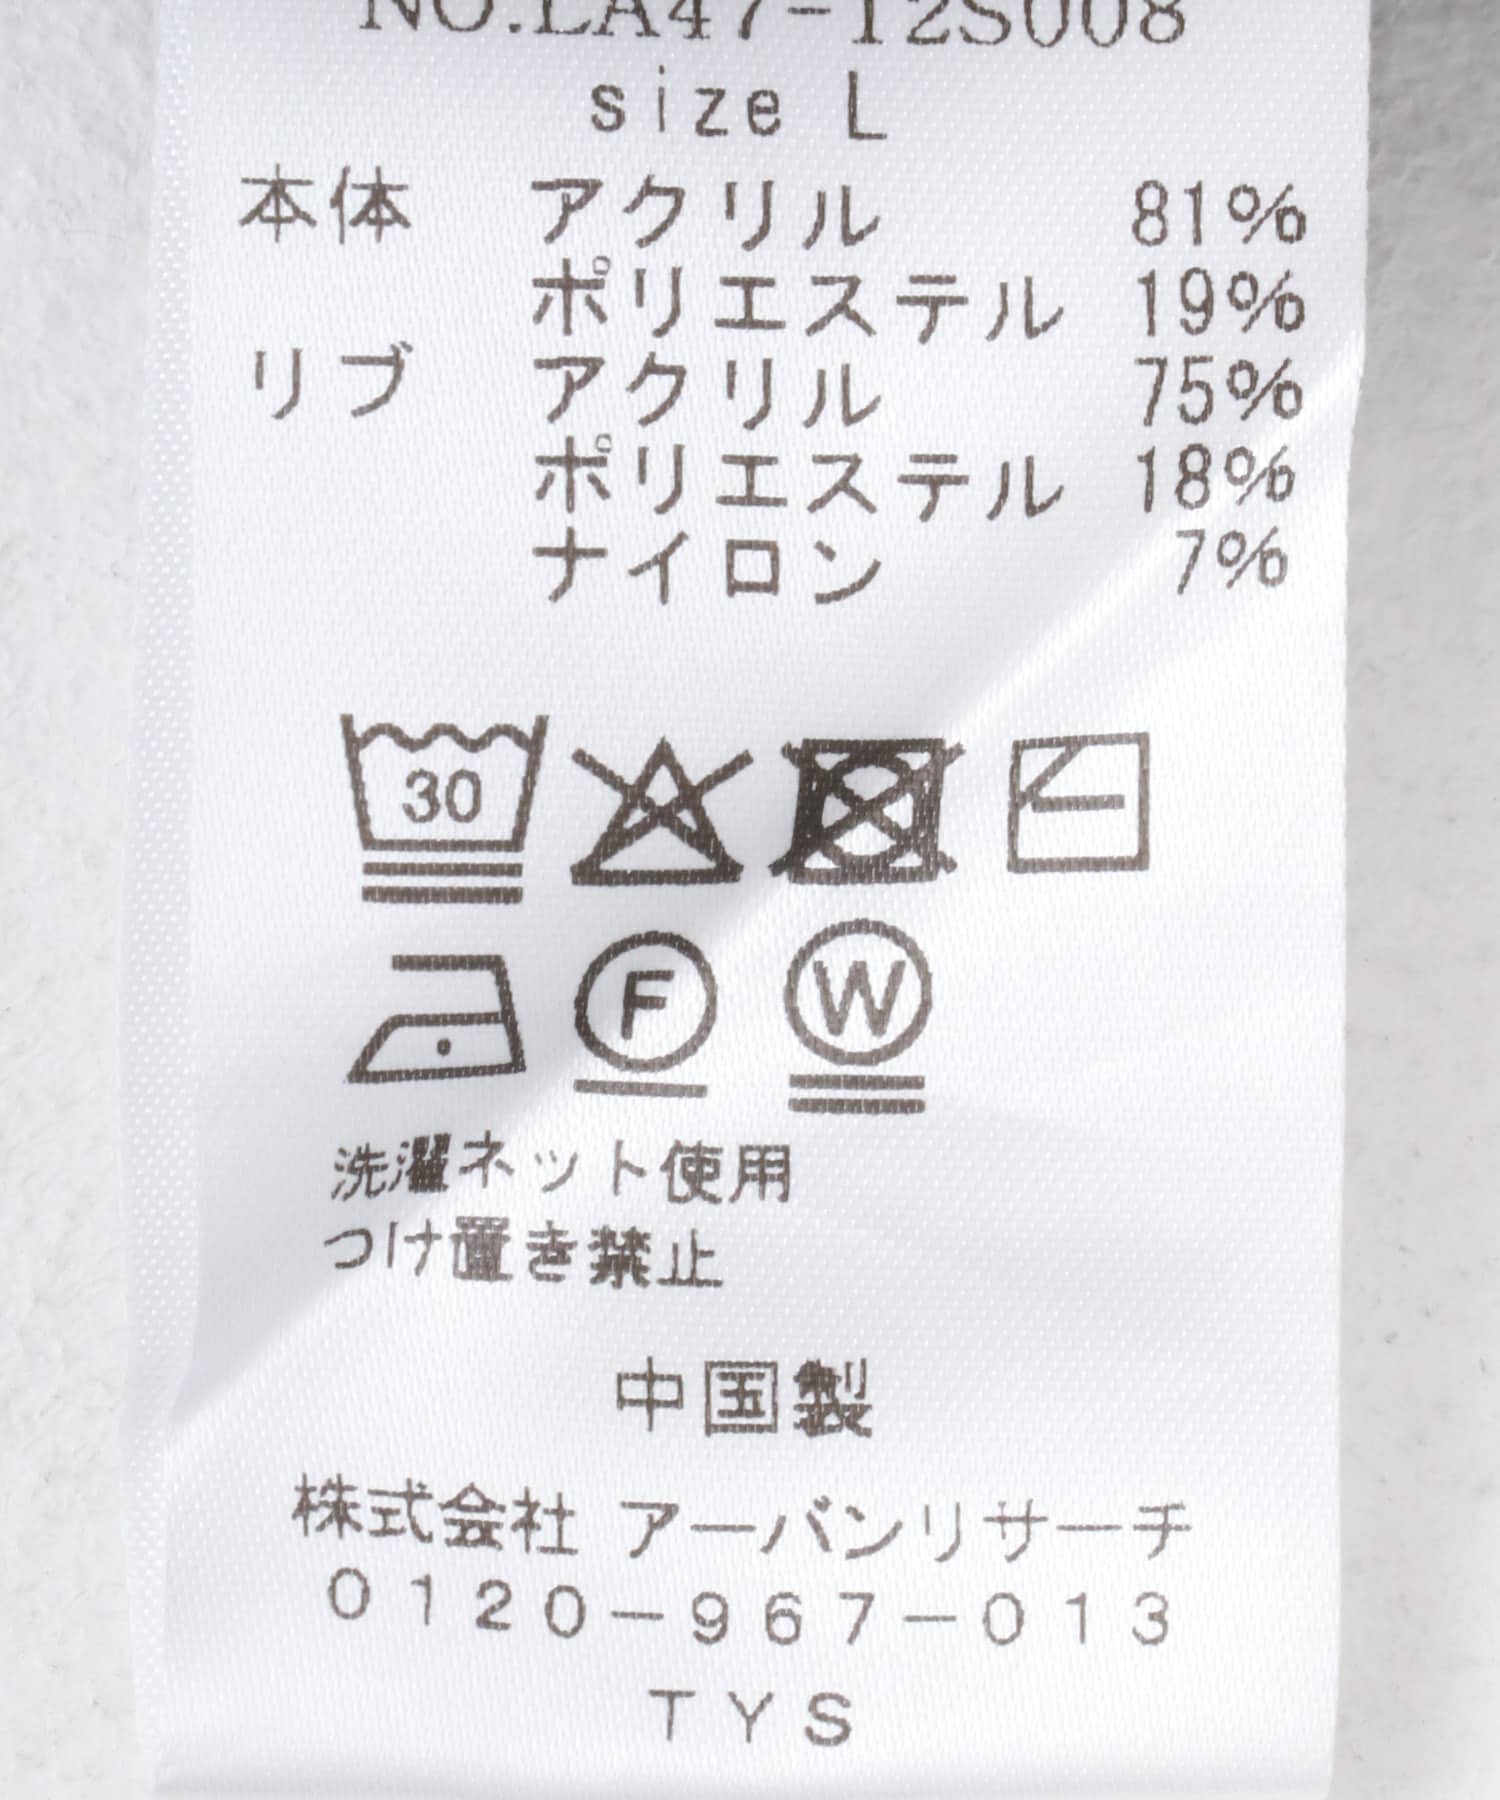 NO.LA47-12S008
size L
本体 アクリル 81%
ポリエステル 19%
リブ アクリル 75%
ポリエステル 18%
ナイロン 7%
30
F W
洗濯ネット使用
つけ置き禁止
中国製
株式会社 アーバンリサーチ
0120-967-013
TYS